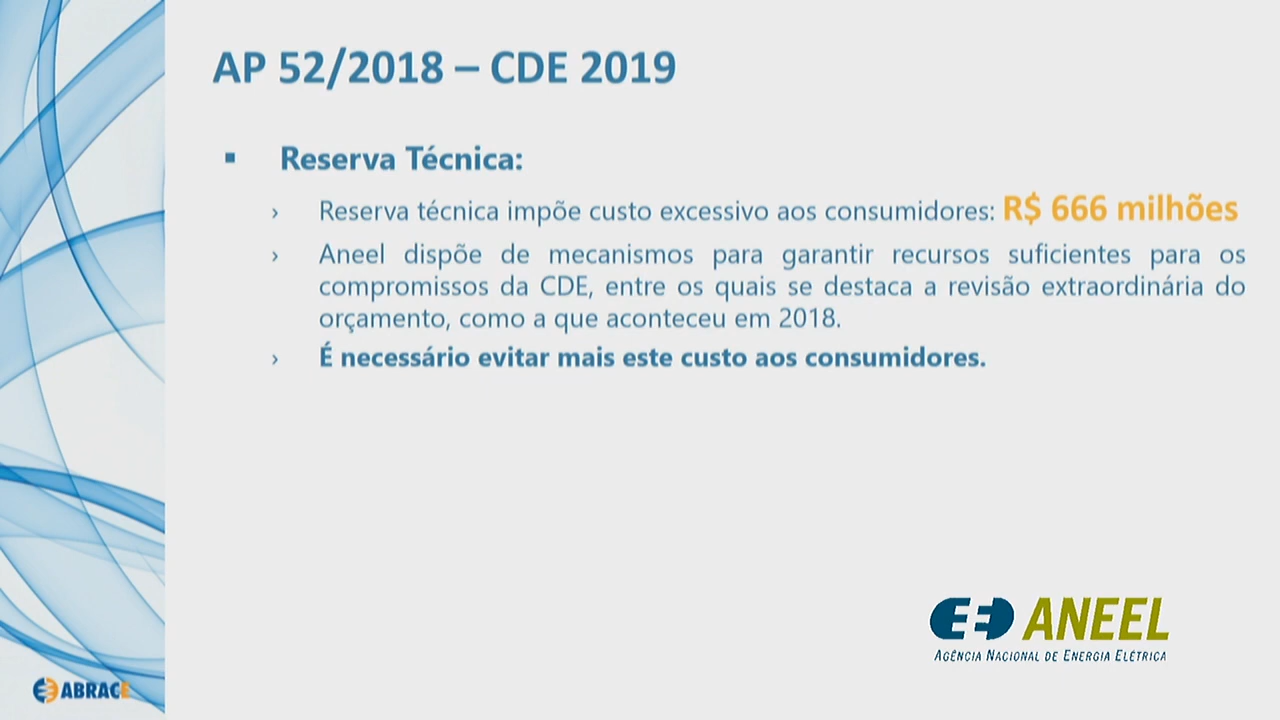 AP 52/2018 – CDE 2019
▪ Reserva Técnica:
› Reserva técnica impõe custo excessivo aos consumidores: R$ 666 milhões
› Aneel dispõe de mecanismos para garantir recursos suficientes para os
compromissos da CDE, entre os quais se destaca a revisão extraordinária do
orçamento, como a que aconteceu em 2018.
› É necessário evitar mais este custo aos consumidores.
ANEEL
AGÊNCIA NACIONAL DE ENERGIA ELÉTRICA
ABRACE